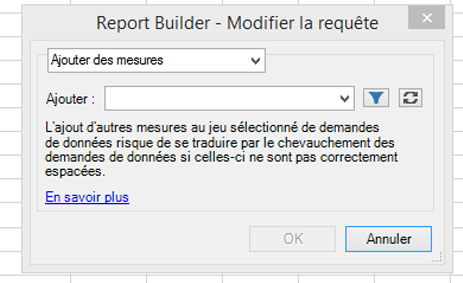 Report Builder - Modifier la requête
Ajouter des mesures
Ajouter :
L'ajout d'autres mesures au jeu sélectionné de demandes
de données risque de se traduire par le chevauchement des
demandes de données si celles-ci ne sont pas correctement
espacées.
En savoir plus
OK
Annuler